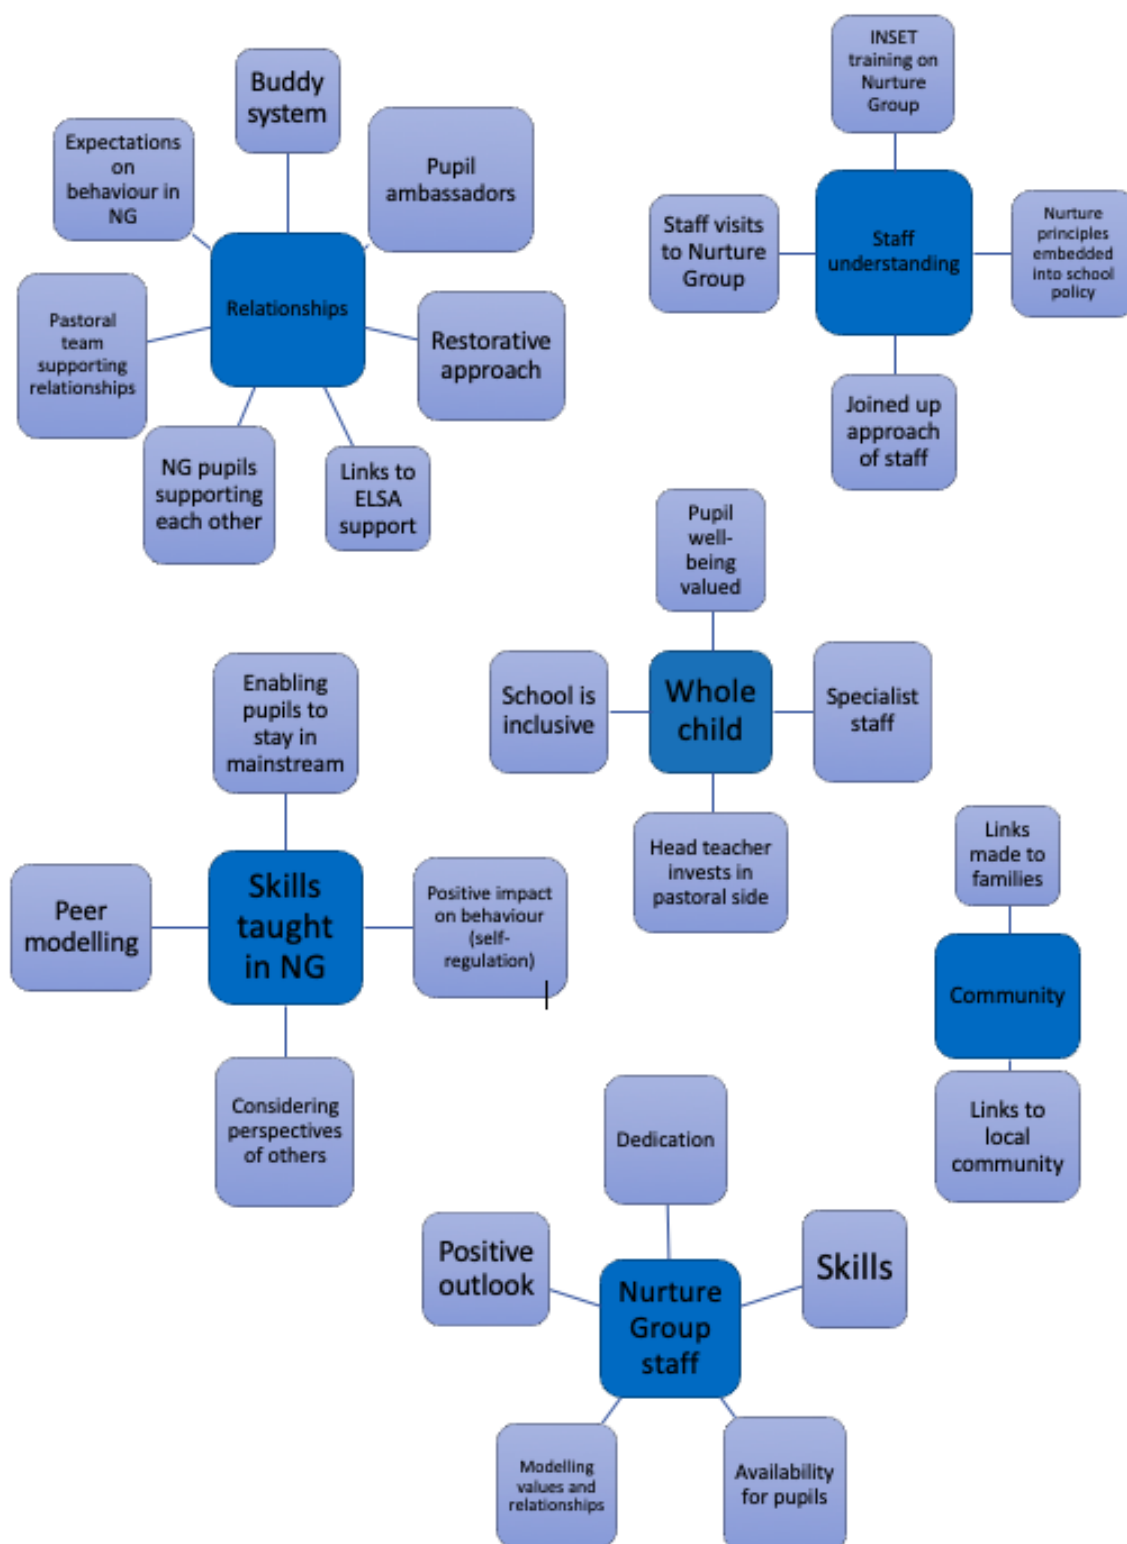 Buddy
system
Expectations
on
behaviour in
NG
Pupil
ambassadors
Relationships
Pastoral
team
supporting
relationships
Restorative
approach
NG pupils
supporting
each other
Links to
ELSA
support
INSET
training on
Nurture
Group
Staff visits
to Nurture
Group
Staff
understanding
Nurture
principles
embedded
into school
policy
Joined up
approach
of staff
Pupil
well-
being
valued
School is
inclusive
Whole
child
Specialist
staff
Head teacher
invests in
pastoral side
Enabling
pupils to
stay in
mainstream
Peer
modelling
Skills
taught
in NG
Positive impact
on behaviour
(self-
regulation)
Considering
perspectives
of others
Links
made to
families
Community
Links to
local
community
Dedication
Positive
outlook
Nurture
Group
staff
Skills
Modelling
values and
relationships
Availability
for pupils